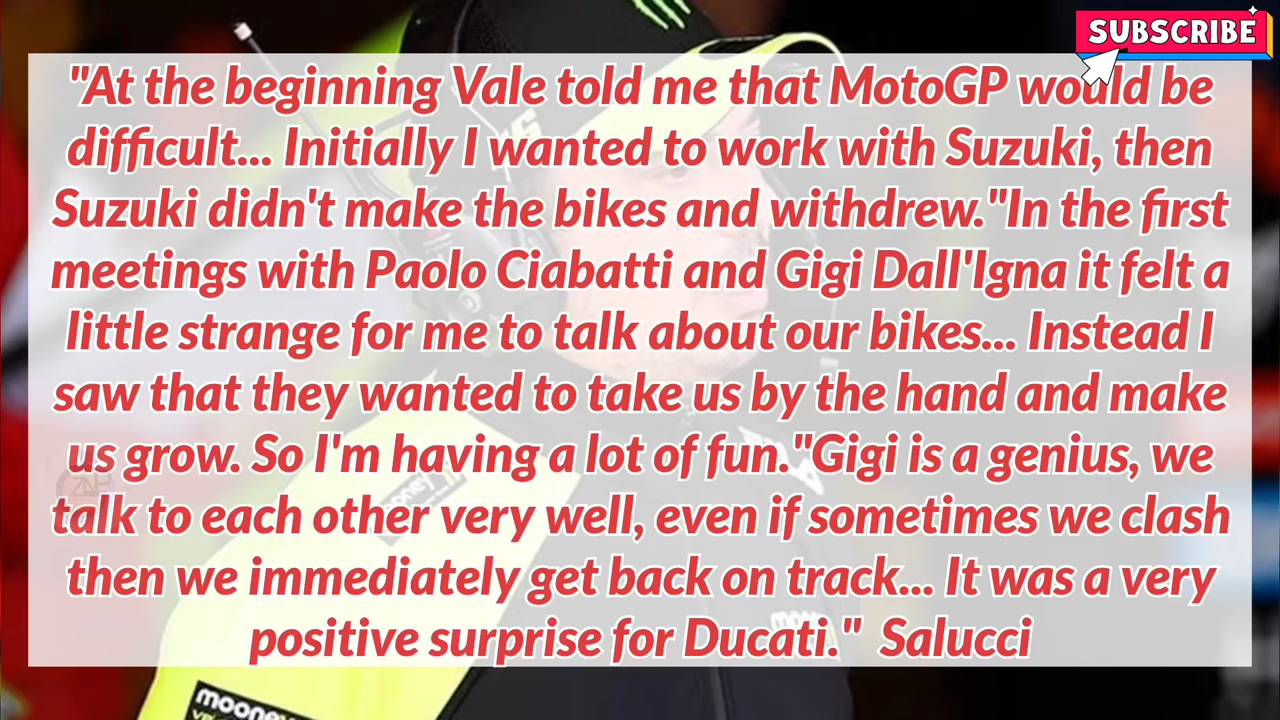 SUBSCRIBE
"At the beginning Vale told me that MotoGP would be
difficult... Initially I wanted to work with Suzuki, then
Suzuki didn't make the bikes and withdrew."In the first
meetings with Paolo Ciabatti and Gigi Dall'Igna it felt a
little strange for me to talk about our bikes... Instead I
saw that they wanted to take us by the hand and make
us grow. So I'm having a lot of fun."Gigi is a genius, we
talk to each other very well, even if sometimes we clash
then we immediately get back on track... It was a very
positive surprise for Ducati." Salucci
mooney